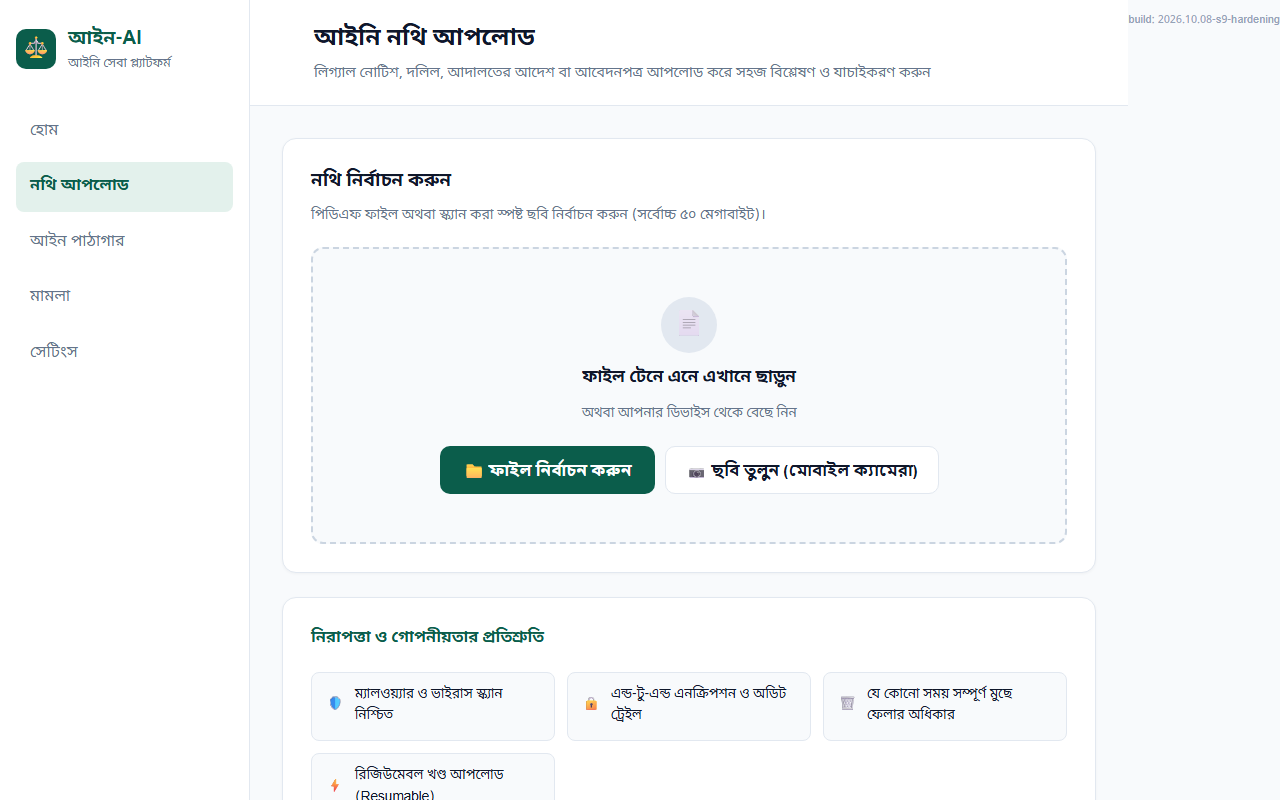 আইন-AI
আইনি সেবা প্ল্যাটফর্ম
হোম
নথি আপলোড
আইন পাঠাগার
মামলা
সেটিংস
আইনি নথি আপলোড
লিগ্যাল নোটিশ, দলিল, আদালতের আদেশ বা আবেদনপত্র আপলোড করে সহজ বিশ্লেষণ ও যাচাইকরণ করুন
build: 2026.10.08-s9-hardening
নথি নির্বাচন করুন
পিডিএফ ফাইল অথবা স্ক্যান করা স্পষ্ট ছবি নির্বাচন করুন (সর্বোচ্চ ৫০ মেগাবাইট)।
ফাইল টেনে এনে এখানে ছাড়ুন
অথবা আপনার ডিভাইস থেকে বেছে নিন
ফাইল নির্বাচন করুন
ছবি তুলুন (মোবাইল ক্যামেরা)
নিরাপত্তা ও গোপনীয়তার প্রতিশ্রুতি
ম্যালওয়্যার ও ভাইরাস স্ক্যান
নিশ্চিত
এন্ড-টু-এন্ড এনক্রিপশন ও অডিট
ট্রেইল
যে কোনো সময় সম্পূর্ণ মুছে
ফেলার অধিকার
রিজিউমেবল খণ্ড আপলোড
(Resumable)